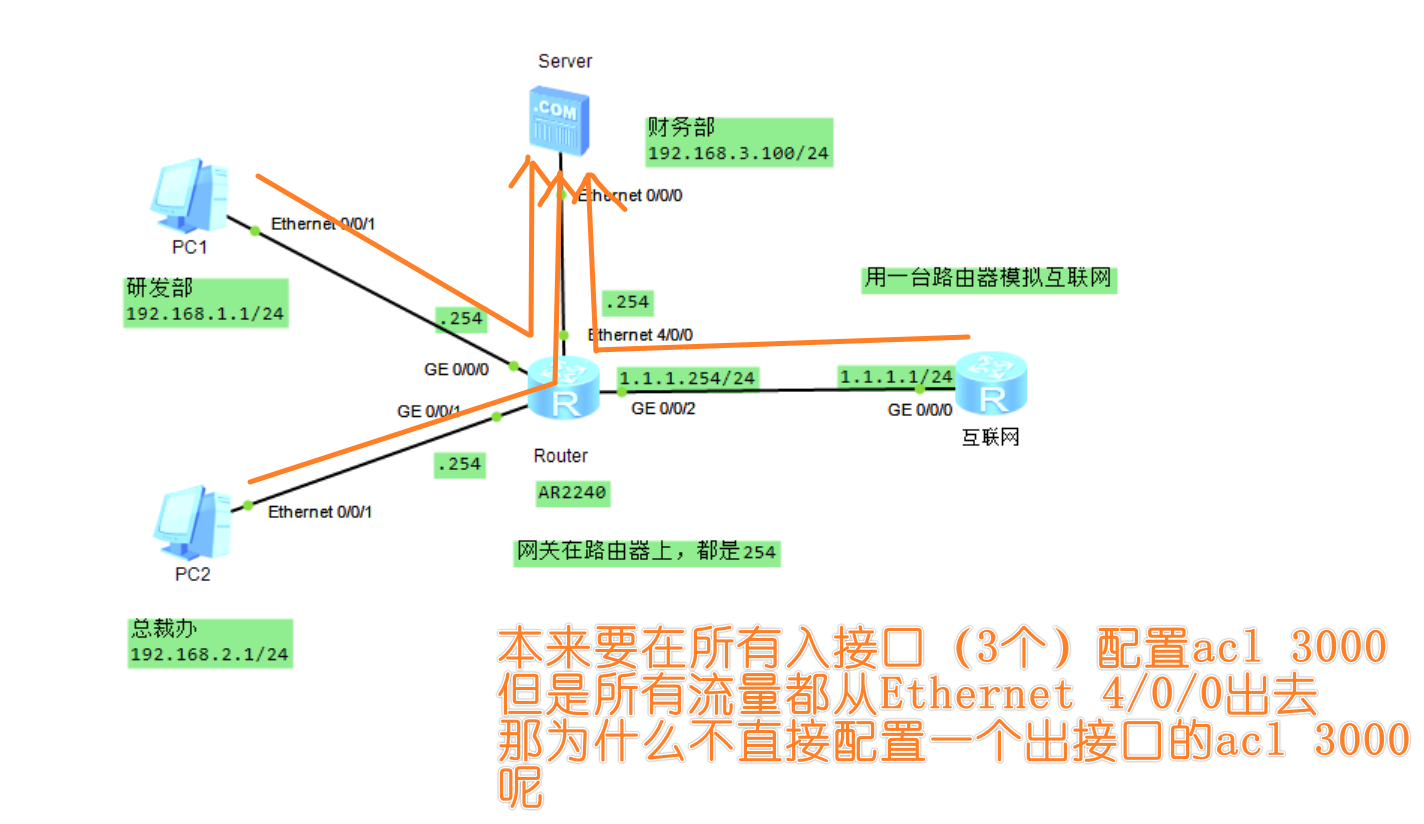 Server
.COM
财务部
192.168.3.100/24
Ethernet 0/0/0
Ethernet 0/0/1
PC1
研发部
192.168.1.1/24
用一台路由器模拟互联网
.254
.254
Ethernet 4/0/0
GE 0/0/0
1.1.1.254/24
1.1.1.1/24
R
R
GE 0/0/1
GE 0/0/2
GE 0/0/0
互联网
.254
Router
AR2240
Ethernet 0/0/1
PC2
网关在路由器上，都是254
总裁办
192.168.2.1/24
本来要在所有入接口（3个）配置acl 3000
但是所有流量都从Ethernet 4/0/0出去
那为什么不直接配置一个出接口的acl 3000
呢